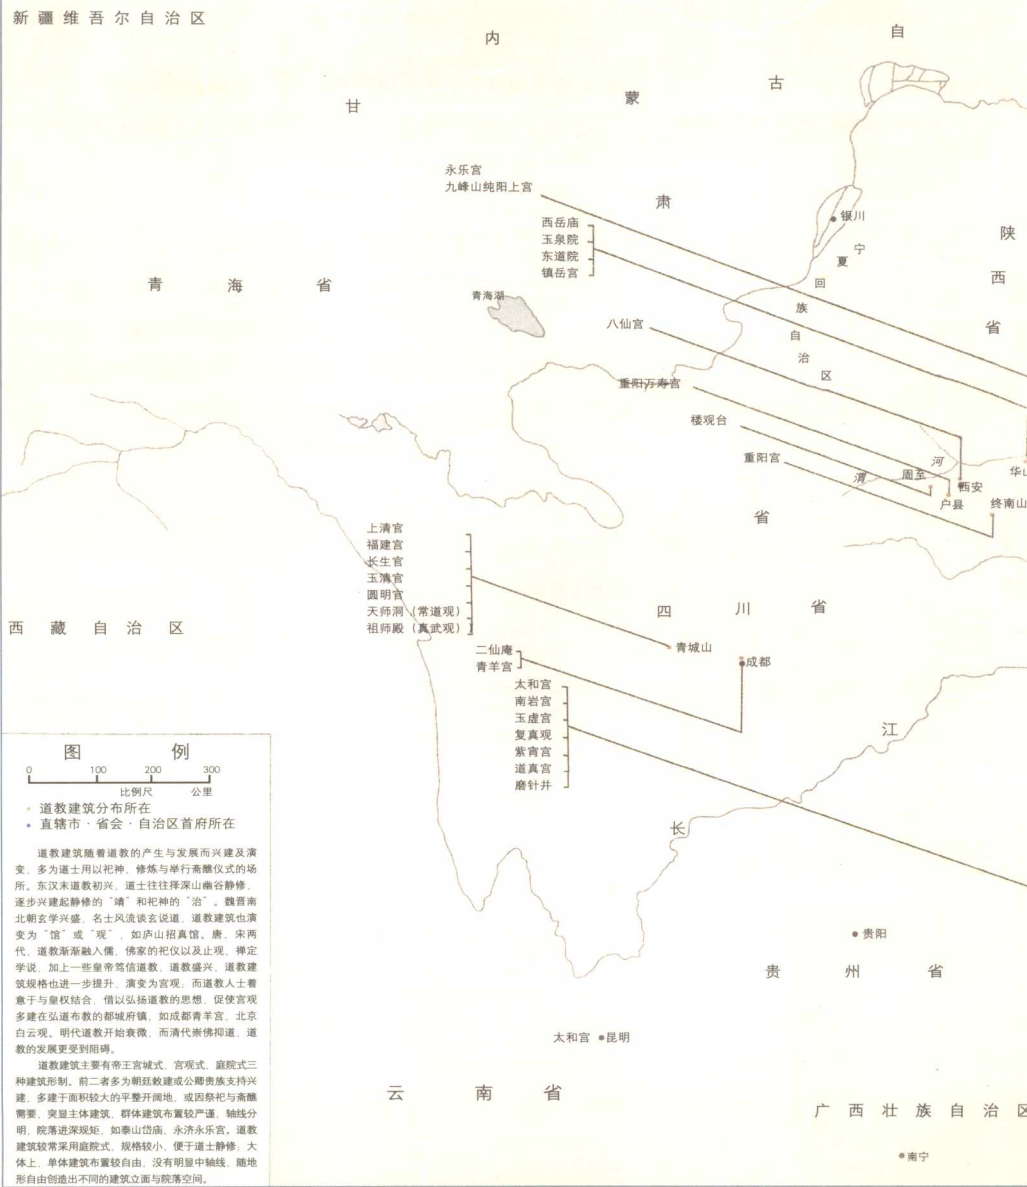 新疆维吾尔自治区
内
自
甘
蒙
古
永乐宫
九峰山纯阳上宫
肃
西岳庙
玉泉院
东道院
镇岳宫
银川
宁
夏
回
族
自
治
区
陕
西
省
青海省
青海湖
八仙宫
重阳万寿宫
楼观台
重阳宫
渭
河
周至
西安
户县
华山
终南山
省
上清宫
福建宫
长生宫
玉清宫
圆明宫
天师洞（常道观）
祖师殿（真武观）
四川省
西藏自治区
青城山
二仙庵
青羊宫
成都
太和宫
南岩宫
玉虚宫
复真观
紫宵宫
道真宫
磨针井
江
长
图例
0 100 200 300
比例尺 公里
道教建筑分布所在
直辖市·省会·自治区首府所在
道教建筑随着道教的产生与发展而兴建及演
变，多为道士用以祀神、修炼与举行斋醮仪式的场
所。东汉末道教初兴，道士往往择深山幽谷静修，
逐步兴建起静修的“靖”和祀神的“治”。魏晋南
北朝玄学兴盛，名士风流谈玄说道，道教建筑也演
变为“馆”或“观”，如庐山招真馆。唐、宋两
代，道教渐渐融入儒、佛家的祀仪以及止观、禅定
学说，加上一些皇帝笃信道教，道教盛兴，道教建
筑规格也进一步提升，演变为宫观；而道教人士着
意于与皇权结合，借以弘扬道教的思想，促使宫观
多建在弘道布教的都城府镇，如成都青羊宫、北京
白云观。明代道教开始衰微，而清代崇佛抑道，道
教的发展更受到阻碍。
道教建筑主要有帝王宫城式、宫观式、庭院式三
种建筑形制。前二者多为朝廷敕建或公卿贵族支持兴
建，多建于面积较大的平整开阔地，或因祭祀与斋醮
需要，突显主体建筑，群体建筑布置较严谨，轴线分
明，院落进深规矩，如泰山岱庙、永济永乐宫。道教
建筑较常采用庭院式，规格较小，便于道士静修，大
体上，单体建筑布置较自由，没有明显中轴线，随地
形自由创造出不同的建筑立面与院落空间。
贵阳
贵州省
太和宫 昆明
云南省
广西壮族自治区
南宁